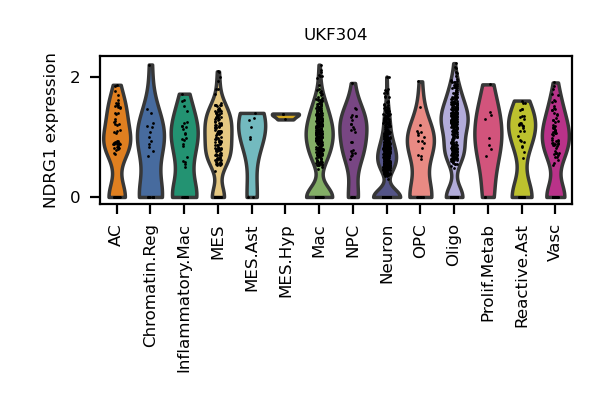 UKF304
NDRG1 expression
2
0
AC
Chromatin.Reg
Inflammatory.Mac
MES
MES.Ast
MES.Hyp
Mac
NPC
Neuron
OPC
Oligo
Prolif.Metab
Reactive.Ast
Vasc